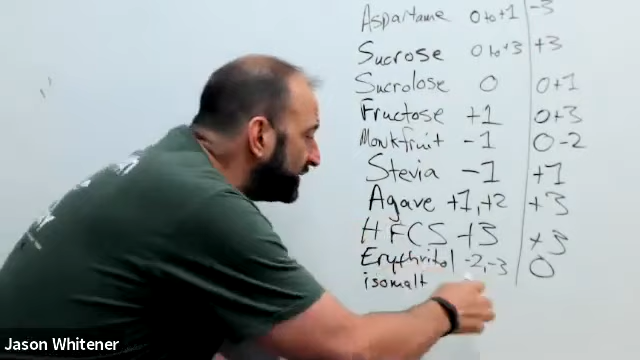 Aspartame 0 to +1 -3
Sucrose 0 to +3 +3
Sucrolose 0 0+1
Fructose +1 0+3
Monkfruit -1 0-2
Stevia -1 +1
Agave +1,+2 +3
HFCS +3 +3
Erythritol -2,-3 0
isomalt
Jason Whitener